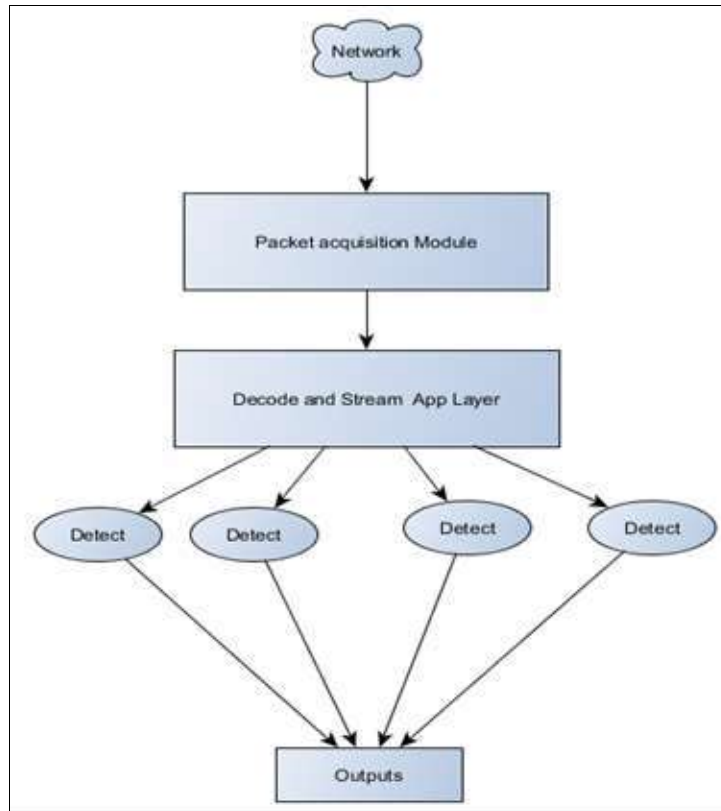 Network
Packet acquisition Module
Decode and Stream App Layer
Detect
Detect
Detect
Detect
Outputs